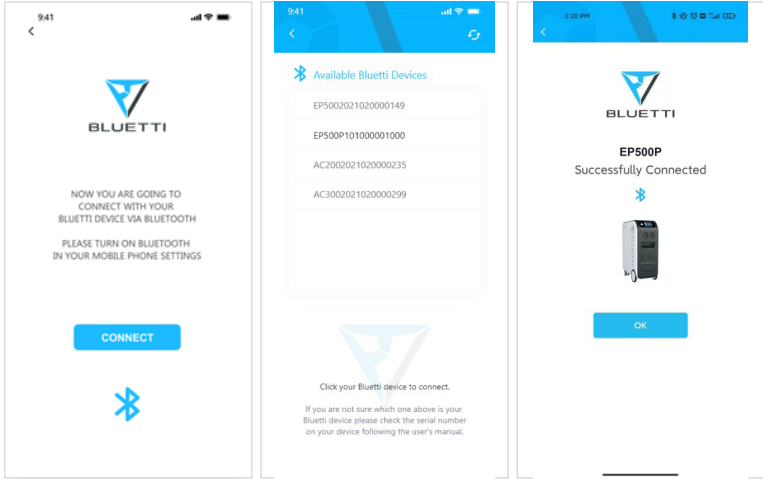 9:41
BLUETTI
NOW YOU ARE GOING TO
CONNECT WITH YOUR
BLUETTI DEVICE VIA BLUETOOTH
PLEASE TURN ON BLUETOOTH
IN YOUR MOBILE PHONE SETTINGS
CONNECT
9:41
Available Bluetti Devices
EP5002021020000149
EP500P101000001000
AC2002021020000235
AC3002021020000299
Click your Bluetti device to connect.
If you are not sure which one above is your
Bluetti device please check the serial number
on your device following the user's manual.
2:20 PM
BLUETTI
EP500P
Successfully Connected
OK